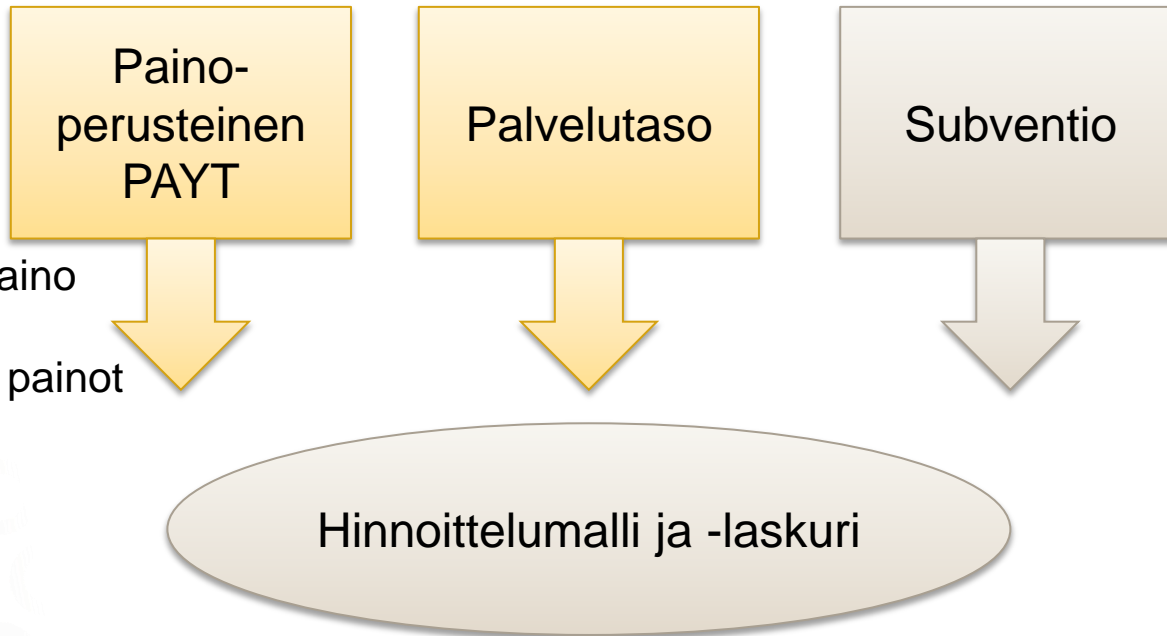 Paino-
perusteinen
PAYT
Palvelutaso
Subventio
painot
Hinnoittelumalli ja -laskuri